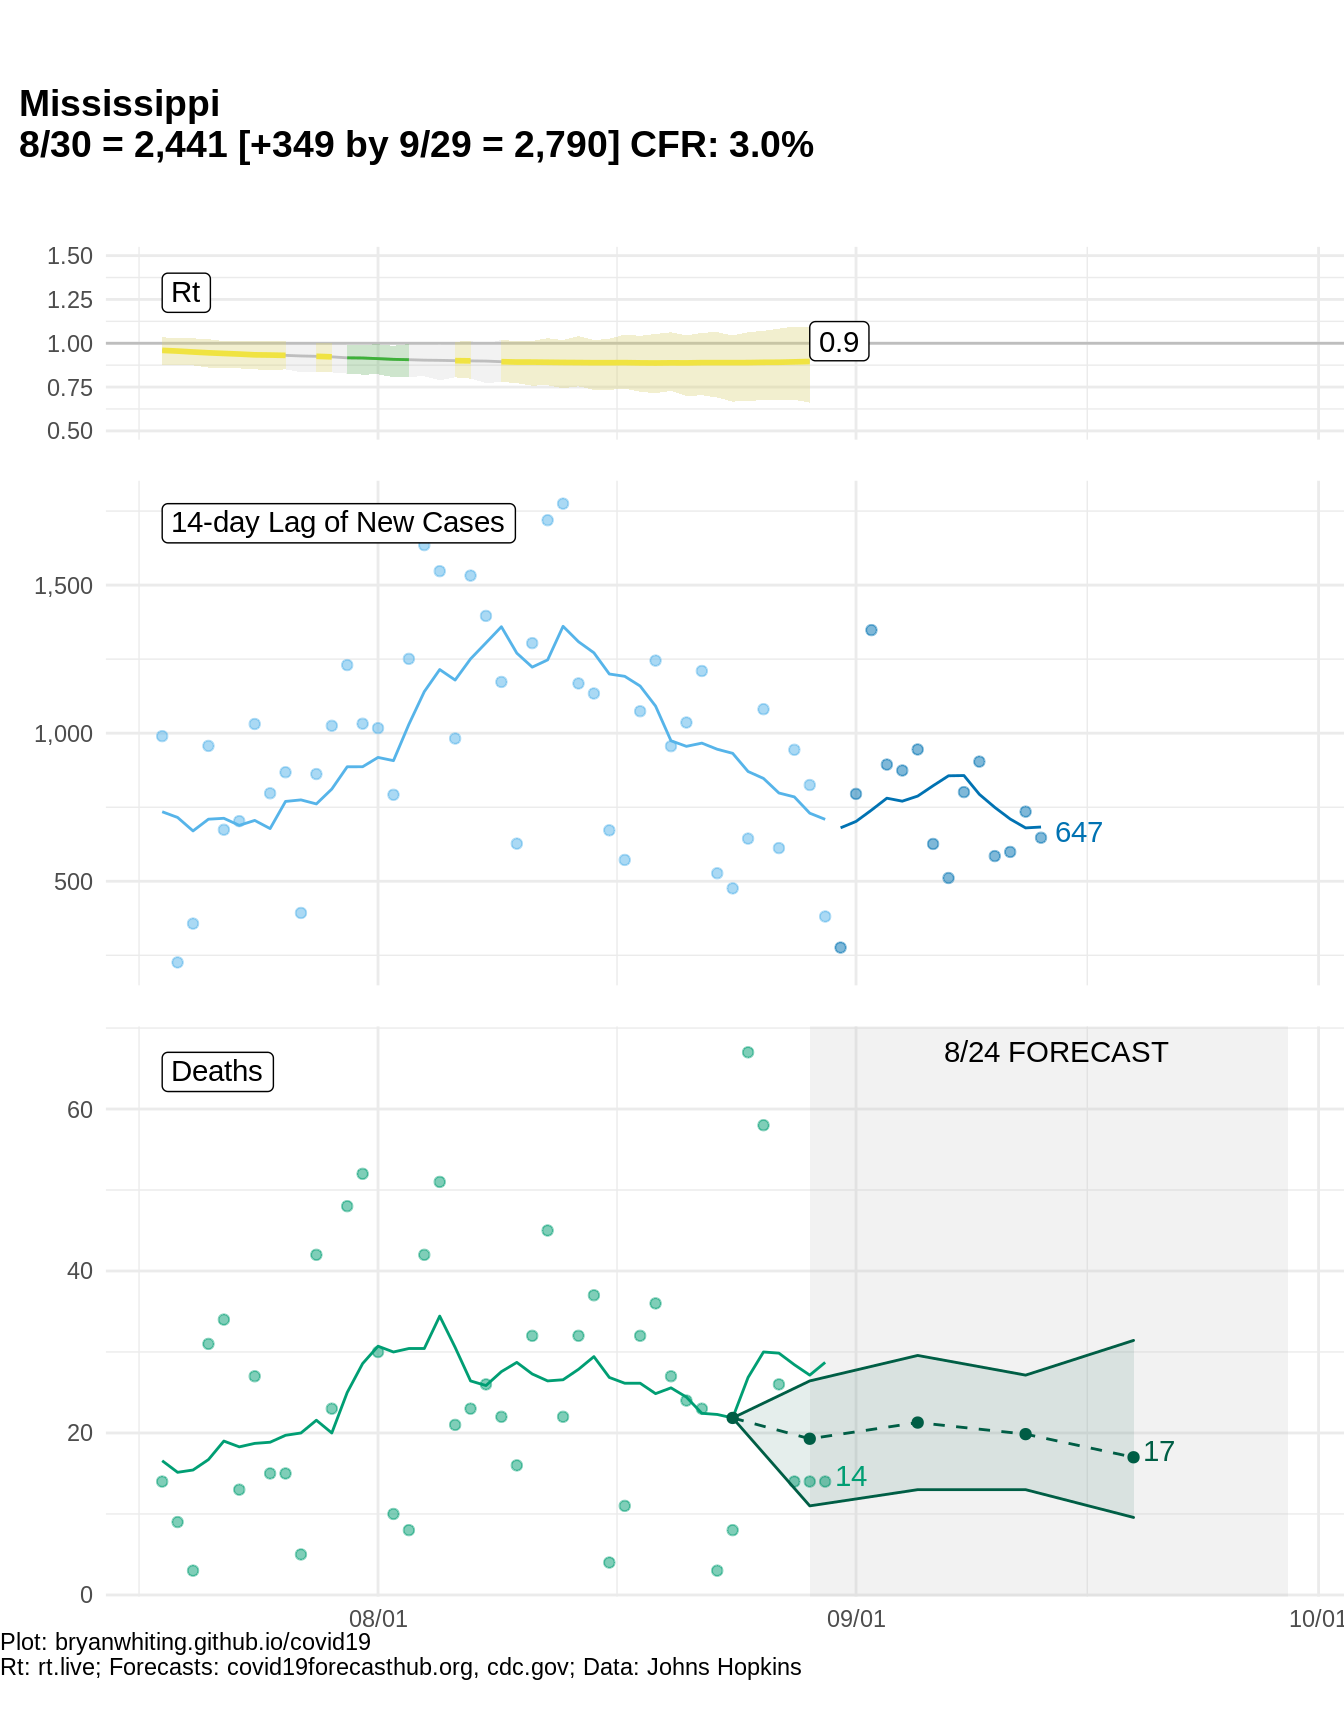 Mississippi
8/30 = 2,441 [+349 by 9/29 = 2,790] CFR: 3.0%
1.50
1.25
1.00
0.75
0.50
Rt
0.9
14-day Lag of New Cases
1,500
1,000
500
647
Deaths
8/24 FORECAST
60
40
20
0
14
17
08/01
09/01
10/01
Plot: bryanwhiting.github.io/covid19
Rt: rt.live; Forecasts: covid19forecasthub.org, cdc.gov; Data: Johns Hopkins